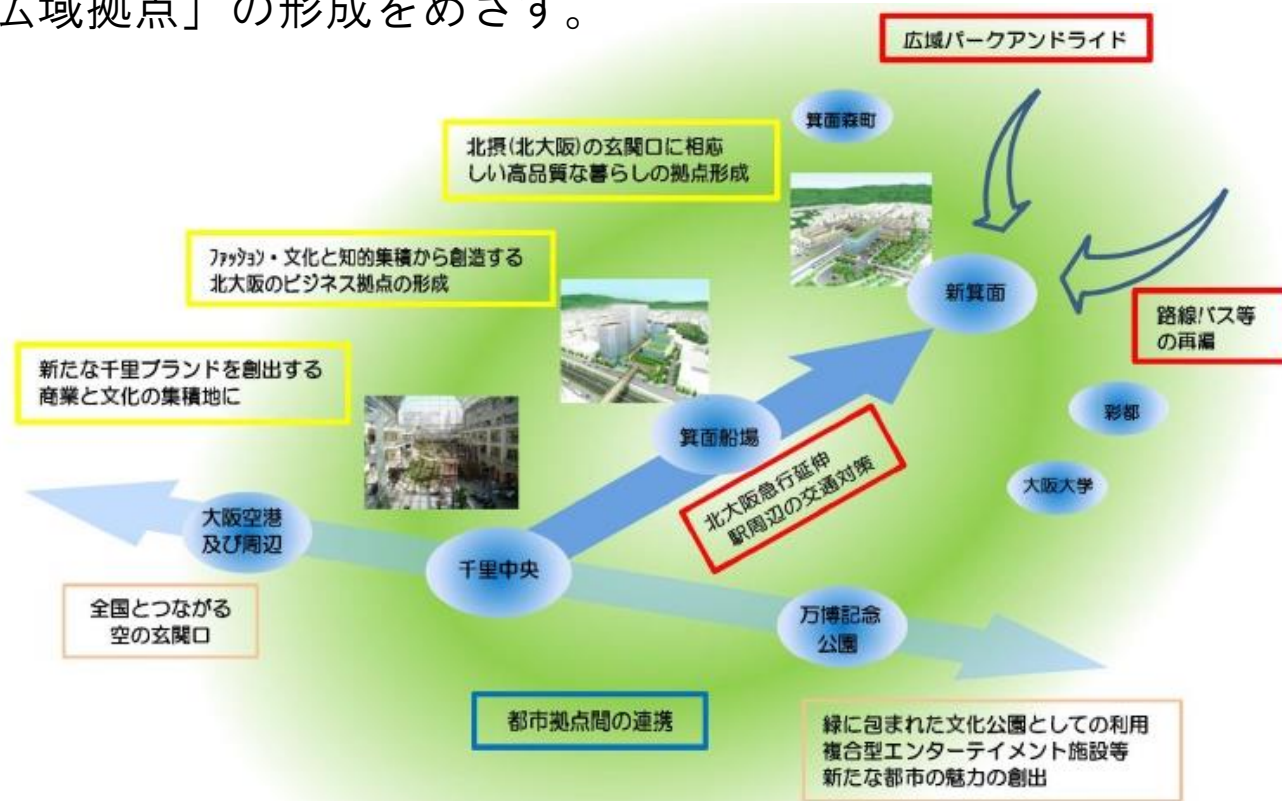 広域拠点」の形成をめざす。
広域パークアンドライド
箕面森町
北摂(北大阪)の玄関口に相応
しい高品質な暮らしの拠点形成
ﾌｧｯｼｮﾝ・文化と知的集積から創造する
北大阪のビジネス拠点の形成
新箕面
路線バス等
の再編
新たな千里ブランドを創出する
商業と文化の集積地に
彩都
箕面船場
北大阪急行延伸
駅周辺の交通対策
大阪大学
大阪空港
及び周辺
千里中央
全国とつながる
空の玄関口
万博記念
公園
都市拠点間の連携
緑に包まれた文化公園としての利用
複合型エンターテイメント施設等
新たな都市の魅力の創出